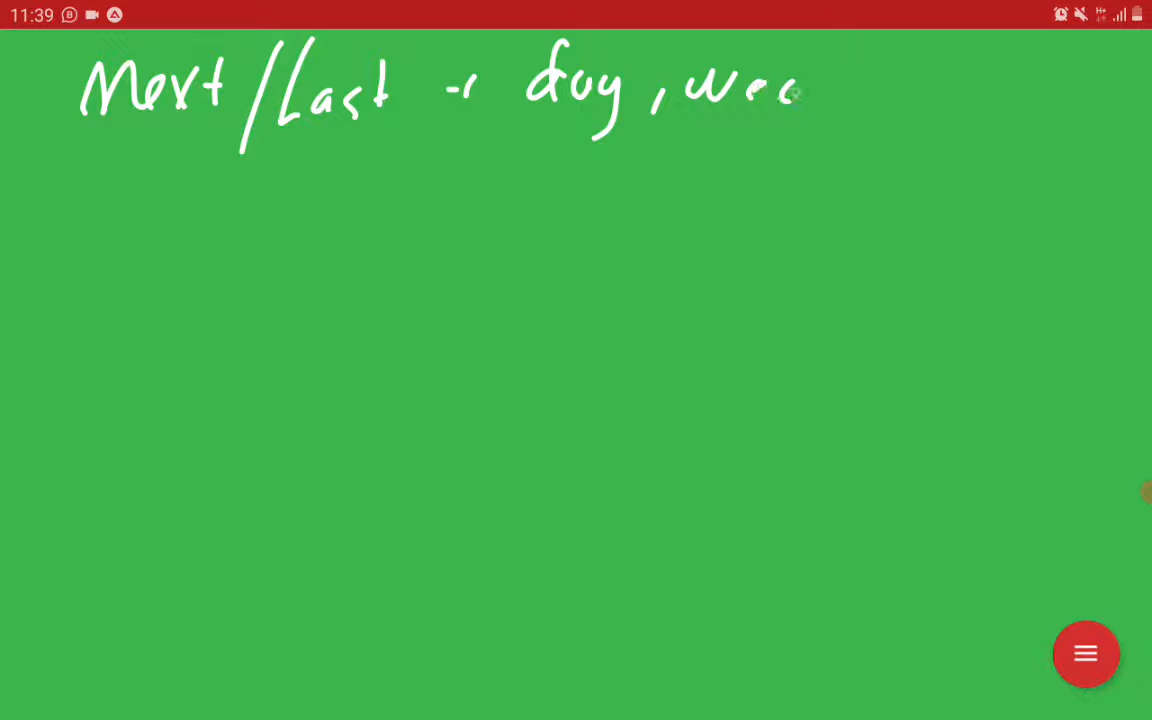 11:39
Next/Last → day, wee